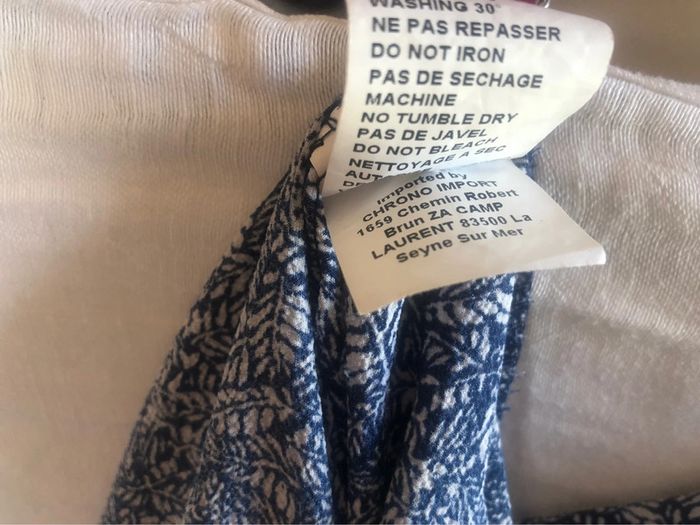 WASHING 30°
NE PAS REPASSER
DO NOT IRON
PAS DE SECHAGE
MACHINE
NO TUMBLE DRY
PAS DE JAVEL
DO NOT BLEACH
NETTOYAGE A SEC
AUT
Imported by
CHRONO IMPORT
1659 Chemin Robert
Brun ZA CAMP
LAURENT 83500 La
Seyne Sur Mer